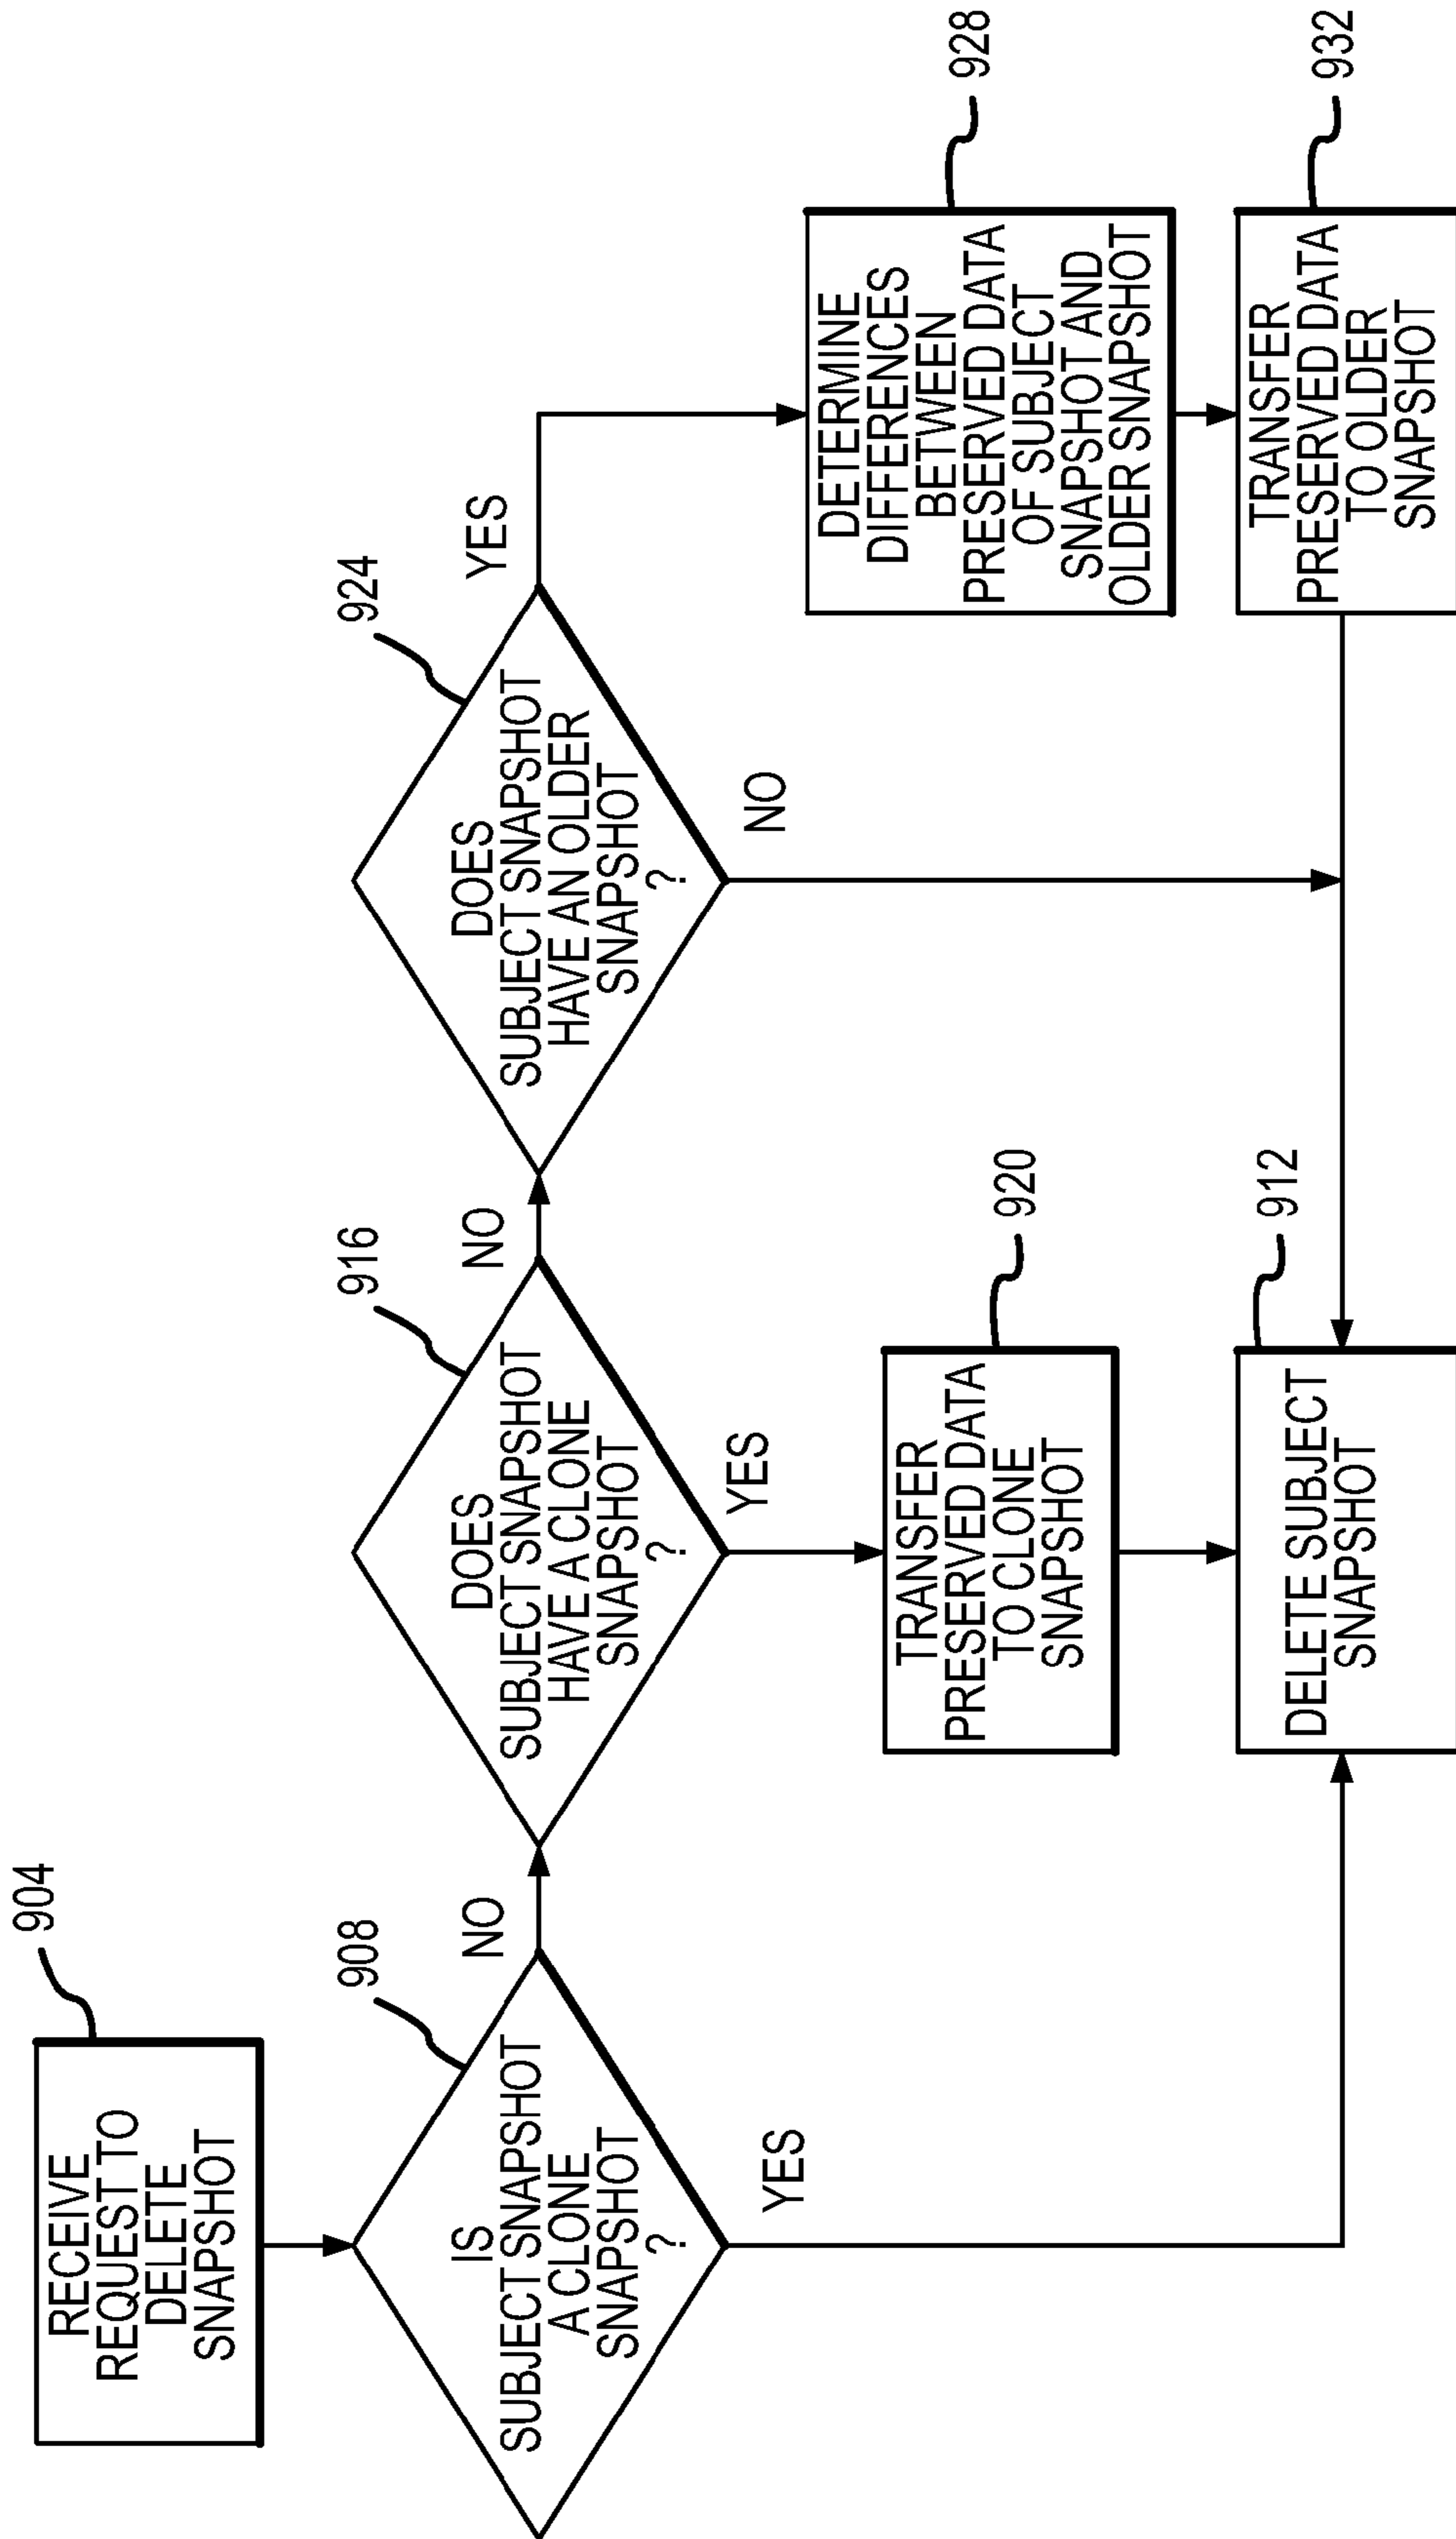 904
RECEIVE
REQUEST TO
DELETE
SNAPSHOT
908
IS
SUBJECT SNAPSHOT
A CLONE
SNAPSHOT
?
NO
YES
916
DOES
SUBJECT SNAPSHOT
HAVE A CLONE
SNAPSHOT
?
NO
YES
924
DOES
SUBJECT SNAPSHOT
HAVE AN OLDER
SNAPSHOT
?
YES
NO
920
TRANSFER
PRESERVED DATA
TO CLONE
SNAPSHOT
928
DETERMINE
DIFFERENCES
BETWEEN
PRESERVED DATA
OF SUBJECT
SNAPSHOT AND
OLDER SNAPSHOT
912
DELETE SUBJECT
SNAPSHOT
932
TRANSFER
PRESERVED DATA
TO OLDER
SNAPSHOT